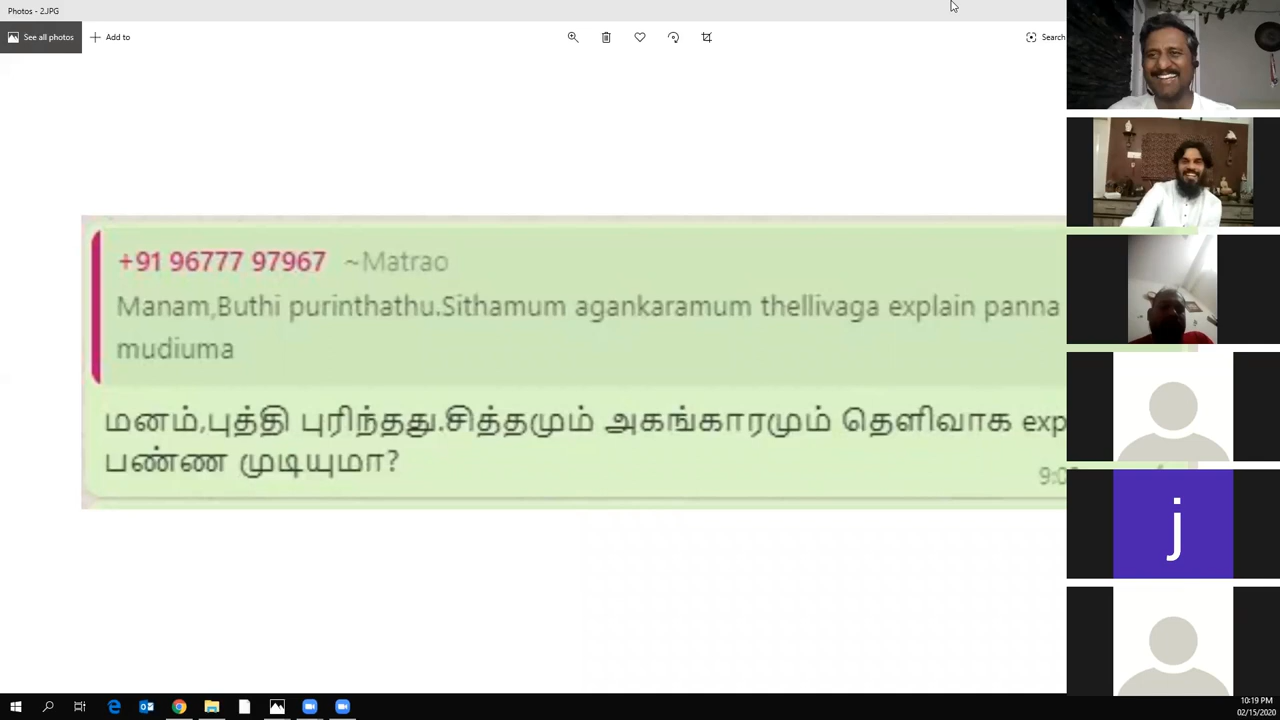 Photos - 2.JPG
See all photos
Add to
Search
+91 96777 97967 ~Matrao
Manam,Buthi purinthathu.Sithamum agankaramum thellivaga explain panna
mudiuma
மனம்,புத்தி புரிந்தது.சித்தமும் அகங்காரமும் தெளிவாக exp
பண்ண முடியுமா?
j
10:19 PM
02/15/2020